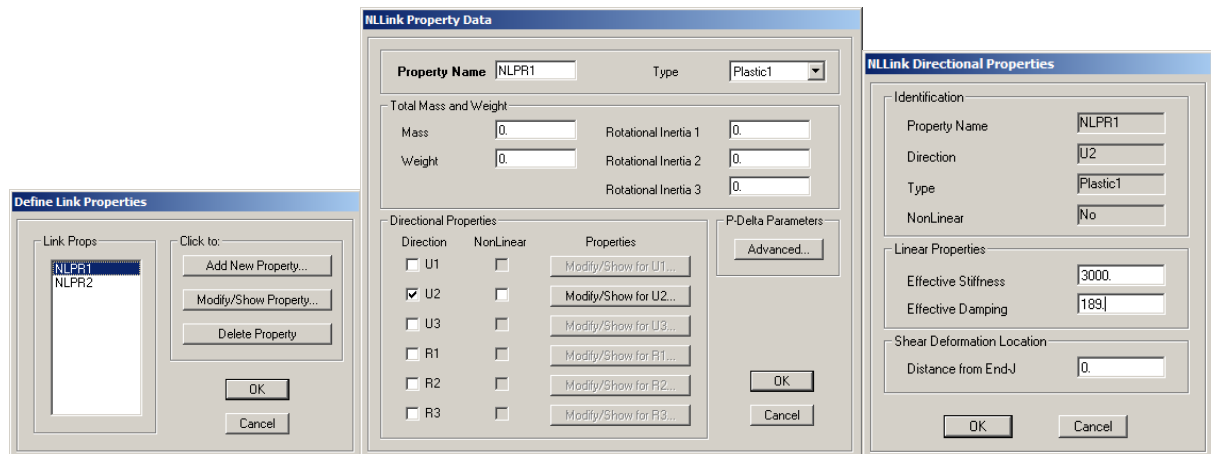 Define Link Properties
Link Props
NLPR1
NLPR2
Click to:
Add New Property...
Modify/Show Property...
Delete Property
OK
Cancel
NLLink Property Data
Property Name NLPR1 Type Plastic1
Total Mass and Weight
Mass 0. Rotational Inertia 1 0.
Weight 0. Rotational Inertia 2 0.
Rotational Inertia 3 0.
Directional Properties
Direction NonLinear Properties
U1 Modify/Show for U1...
U2 Modify/Show for U2...
U3 Modify/Show for U3...
R1 Modify/Show for R1...
R2 Modify/Show for R2...
R3 Modify/Show for R3...
P-Delta Parameters
Advanced...
OK
Cancel
NLLink Directional Properties
Identification
Property Name NLPR1
Direction U2
Type Plastic1
NonLinear No
Linear Properties
Effective Stiffness 3000.
Effective Damping 189.
Shear Deformation Location
Distance from End-J 0.
OK Cancel